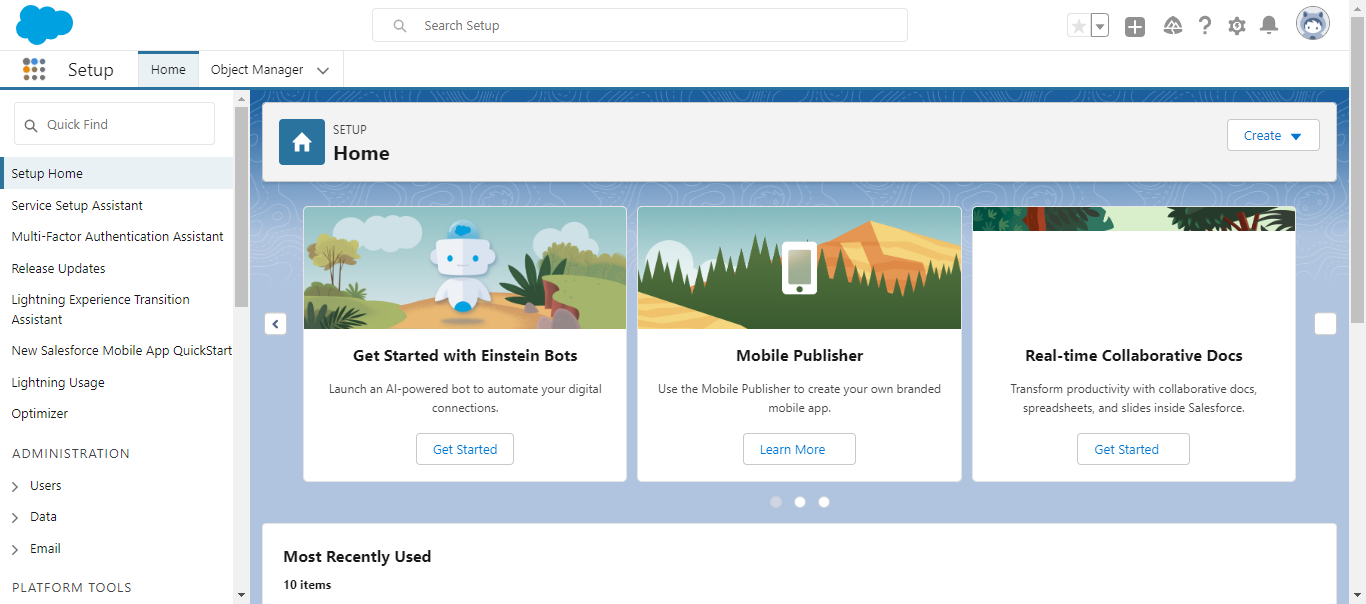 Search Setup
Setup
Home
Object Manager
Quick Find
Setup Home
Service Setup Assistant
Multi-Factor Authentication Assistant
Release Updates
Lightning Experience Transition
Assistant
New Salesforce Mobile App QuickStart
Lightning Usage
Optimizer
ADMINISTRATION
Users
Data
Email
PLATFORM TOOLS
SETUP
Home
Create
Get Started with Einstein Bots
Launch an AI-powered bot to automate your digital
connections.
Get Started
Mobile Publisher
Use the Mobile Publisher to create your own branded
mobile app.
Learn More
Real-time Collaborative Docs
Transform productivity with collaborative docs,
spreadsheets, and slides inside Salesforce.
Get Started
Most Recently Used
10 items